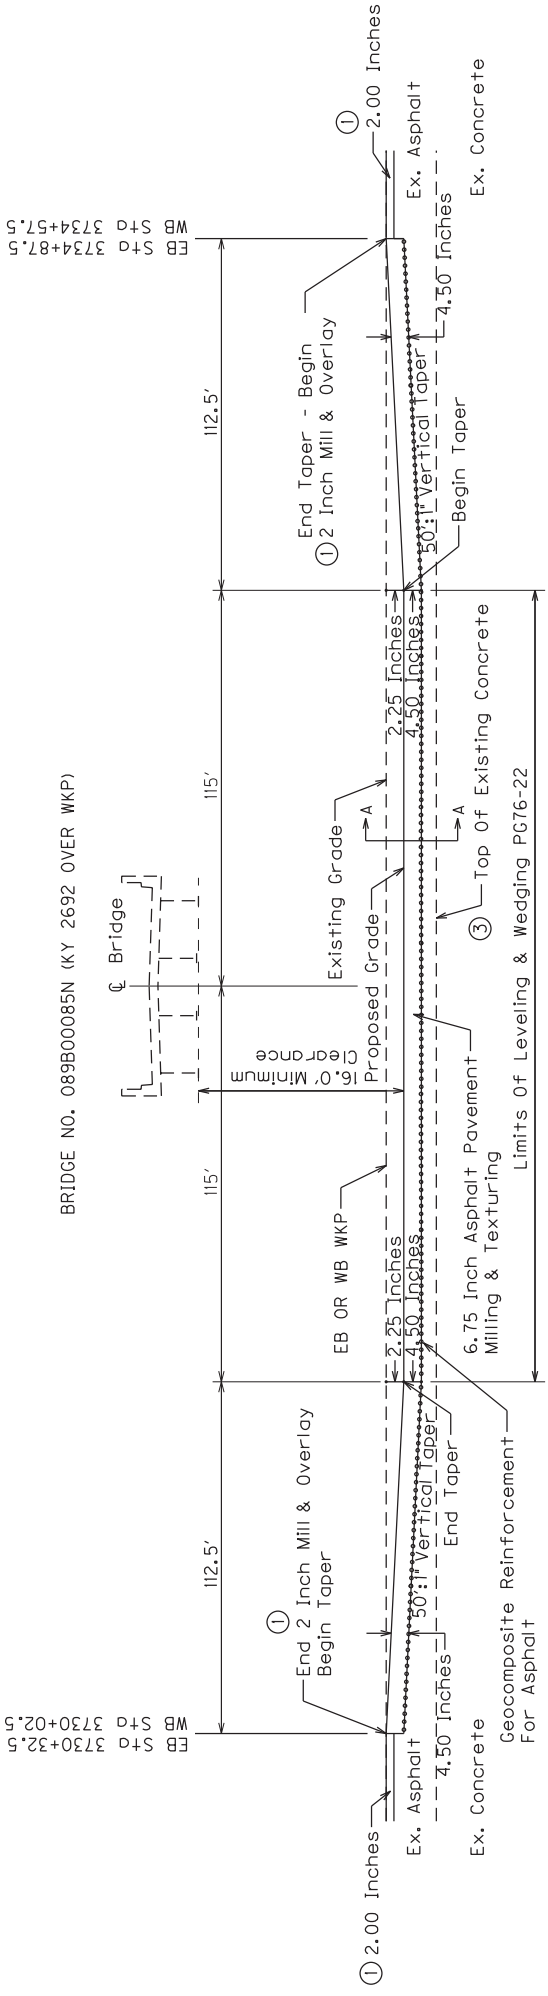 BRIDGE NO. 089B00085N (KY 2692 OVER WKP)
EB Sta 3730+32.5
WB Sta 3730+02.5
112.5'
115'
115'
112.5'
WB Sta 3734+57.5
EB Sta 3734+87.5
℄ Bridge
16.0' Minimum
Clearance
① 
End 2 Inch Mill & Overlay
Begin Taper
EB OR WB WKP
Existing Grade
Proposed Grade
End Taper - Begin
① 2 Inch Mill & Overlay
① 2.00 Inches
①
2.00 Inches
Ex. Asphalt
4.50 Inches
Ex. Concrete
50':1" Vertical Taper
End Taper
2.25 Inches
4.50 Inches
2.25 Inches
4.50 Inches
A
A
50':1" Vertical Taper
Begin Taper
4.50 Inches
Ex. Asphalt
Ex. Concrete
Geocomposite Reinforcement
For Asphalt
6.75 Inch Asphalt Pavement
Milling & Texturing
③ Top Of Existing Concrete
Limits Of Leveling & Wedging PG76-22